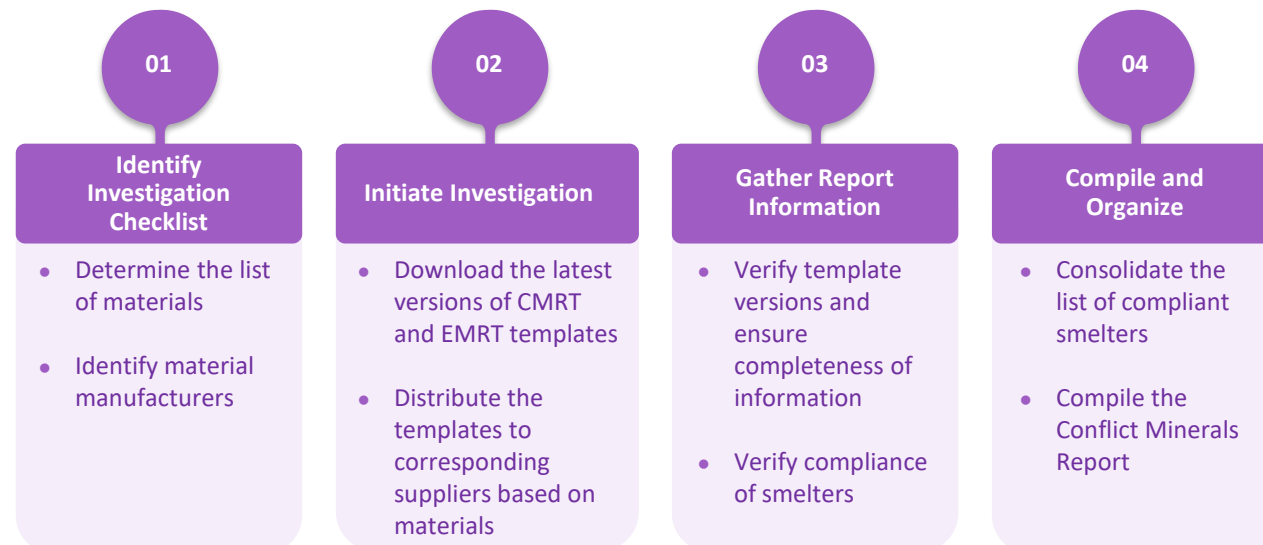 01
Identify
Investigation
Checklist
● Determine the list
of materials
● Identify material
manufacturers
02
Initiate Investigation
● Download the latest
versions of CMRT
and EMRT templates
● Distribute the
templates to
corresponding
suppliers based on
materials
03
Gather Report
Information
● Verify template
versions and
ensure
completeness of
information
● Verify compliance
of smelters
04
Compile and
Organize
● Consolidate the
list of compliant
smelters
● Compile the
Conflict Minerals
Report